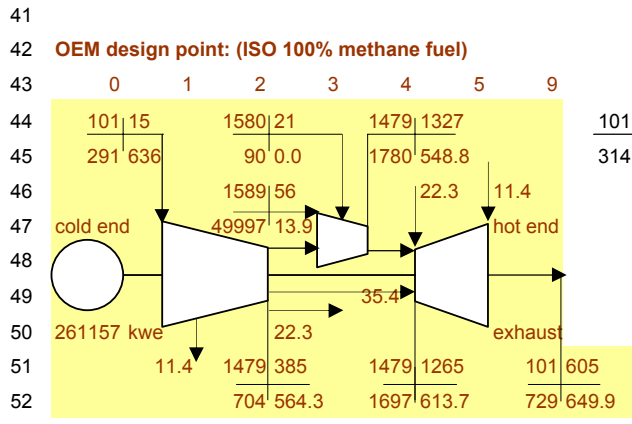 41
42 OEM design point: (ISO 100% methane fuel)
43 0 1 2 3 4 5 9
44 101 15 1580 21 1479 1327 101
45 291 636 90 0.0 1780 548.8 314
46 1589 56 22.3 11.4
47 cold end 49997 13.9 hot end
48
49 35.4
50 261157 kwe 22.3 exhaust
51 11.4 1479 385 1479 1265 101 605
52 704 564.3 1697 613.7 729 649.9